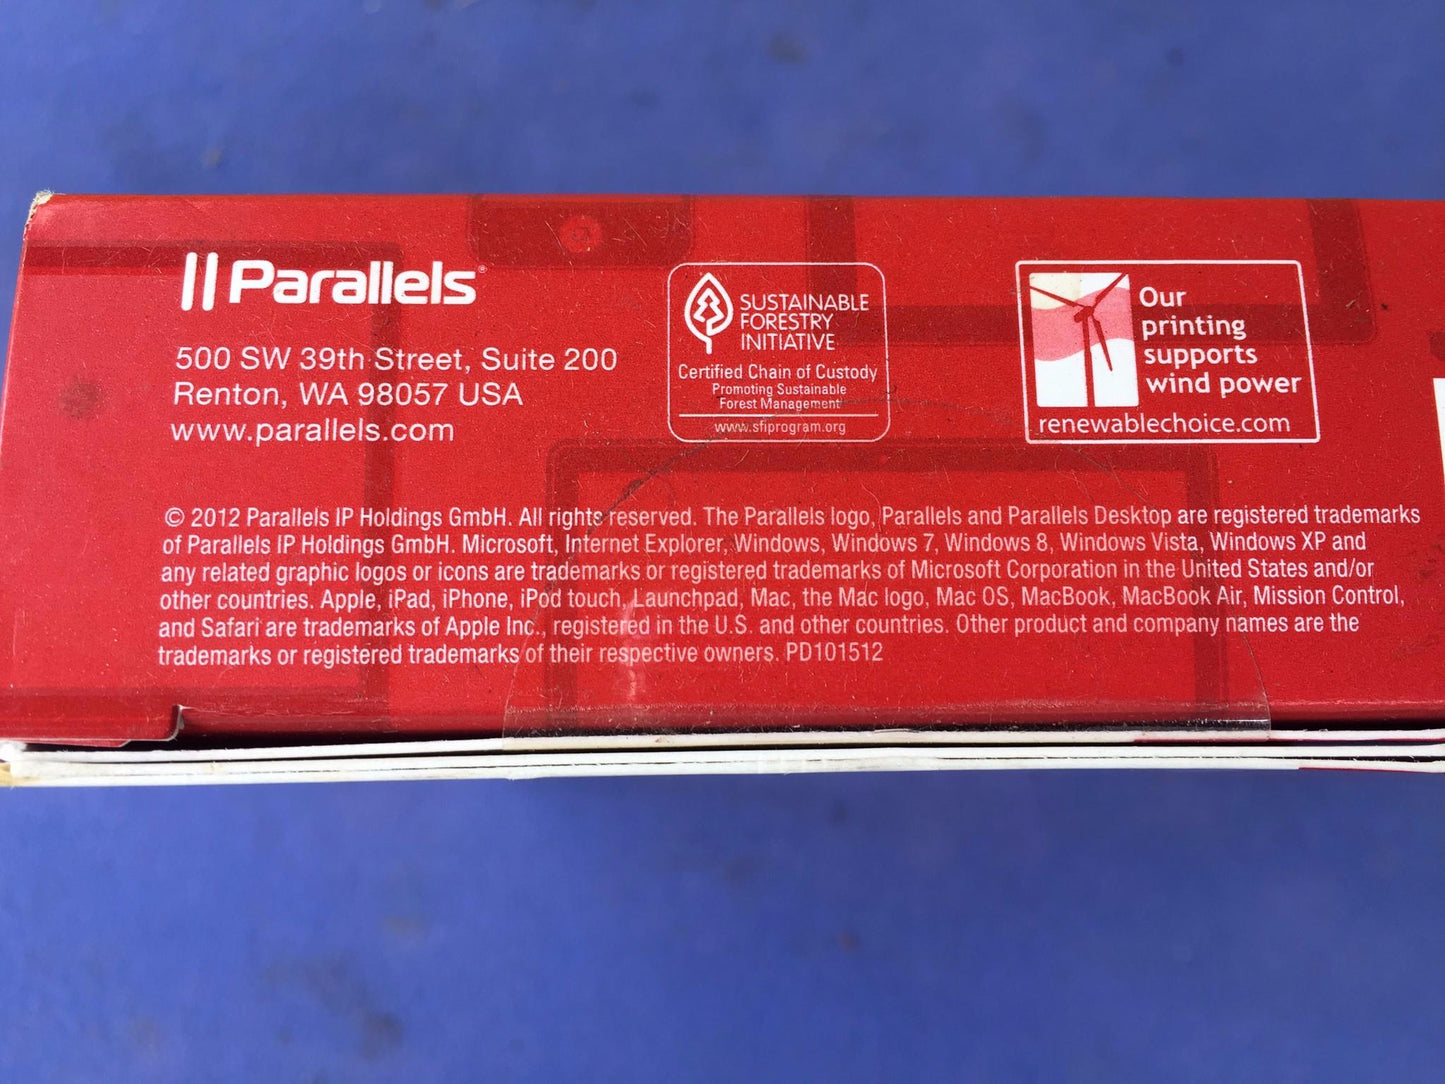 Parallels®
500 SW 39th Street, Suite 200
Renton, WA 98057 USA
www.parallels.com
SUSTAINABLE
FORESTRY
INITIATIVE
Certified Chain of Custody
Promoting Sustainable
Forest Management
www.sfiprogram.org
Our
printing
supports
wind power
renewablechoice.com
© 2012 Parallels IP Holdings GmbH. All rights reserved. The Parallels logo, Parallels and Parallels Desktop are registered trademarks
of Parallels IP Holdings GmbH. Microsoft, Internet Explorer, Windows, Windows 7, Windows 8, Windows Vista, Windows XP and
any related graphic logos or icons are trademarks or registered trademarks of Microsoft Corporation in the United States and/or
other countries. Apple, iPad, iPhone, iPod touch, Launchpad, Mac, the Mac logo, Mac OS, MacBook, MacBook Air, Mission Control,
and Safari are trademarks of Apple Inc., registered in the U.S. and other countries. Other product and company names are the
trademarks or registered trademarks of their respective owners. PD101512